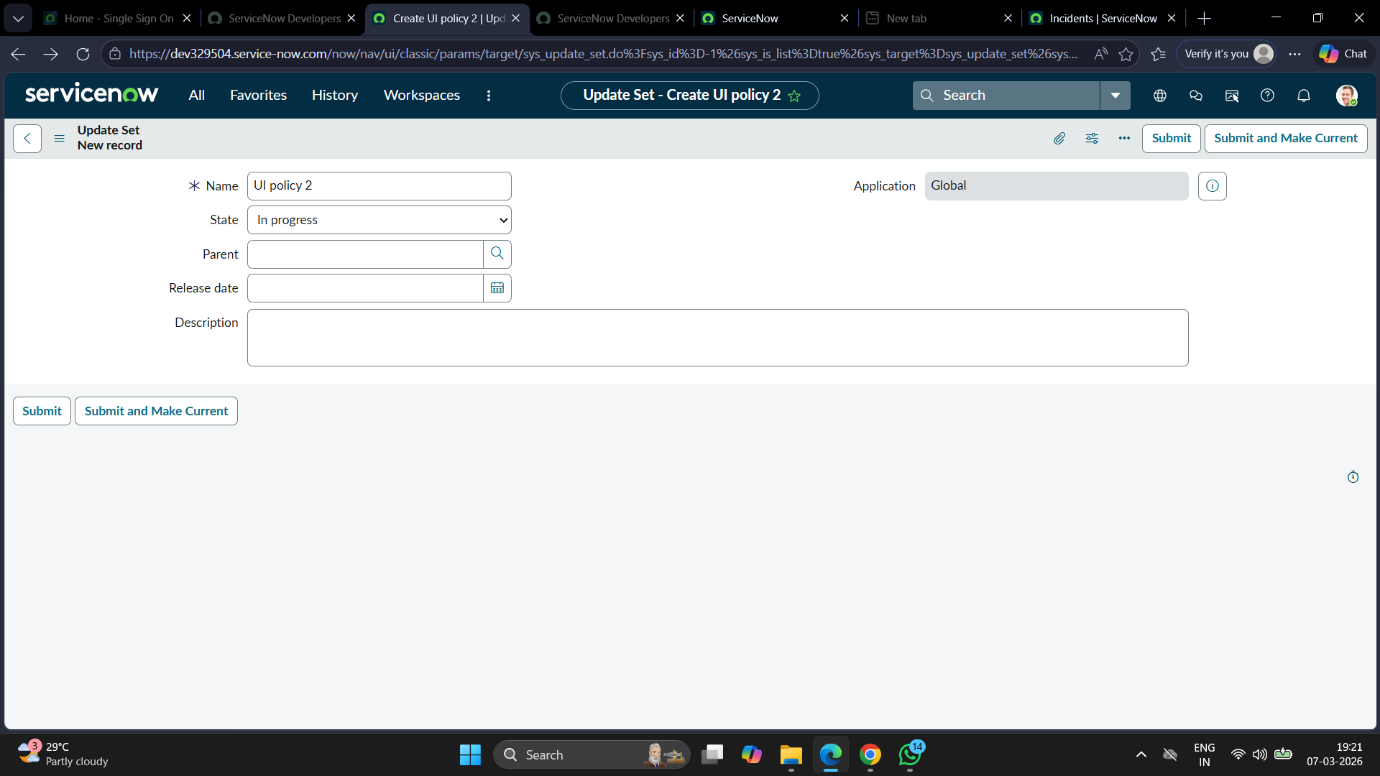 Home - Single Sign On
ServiceNow Developers
Create UI policy 2 | Upd
ServiceNow Developers
ServiceNow
New tab
Incidents | ServiceNow
https://dev329504.service-now.com/now/nav/ui/classic/params/target/sys_update_set.do%3Fsys_id%3D-1%26sys_is_list%3Dtrue%26sys_target%3Dsys_update_set%26sys...
Verify it's you
Chat
servicenow
All
Favorites
History
Workspaces
Update Set - Create UI policy 2
Search
Update Set
New record
Submit
Submit and Make Current
Name
UI policy 2
Application
Global
State
In progress
Parent
Release date
Description
Submit
Submit and Make Current
3
29°C
Partly cloudy
Search
14
ENG
IN
19:21
07-03-2026